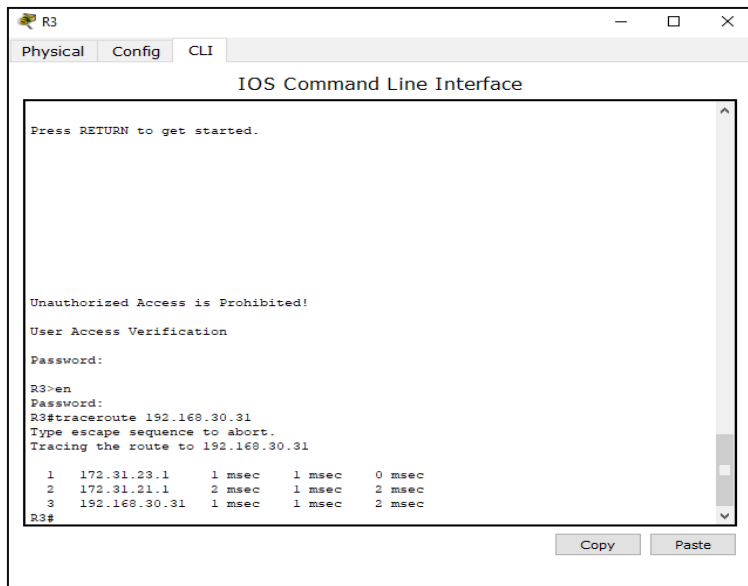 R3
Physical Config CLI
IOS Command Line Interface
Press RETURN to get started.
Unauthorized Access is Prohibited!
User Access Verification
Password:
R3>en
Password:
R3#traceroute 192.168.30.31
Type escape sequence to abort.
Tracing the route to 192.168.30.31
1 172.31.23.1 1 msec 1 msec 0 msec
2 172.31.21.1 2 msec 1 msec 2 msec
3 192.168.30.31 1 msec 1 msec 2 msec
R3#
Copy Paste